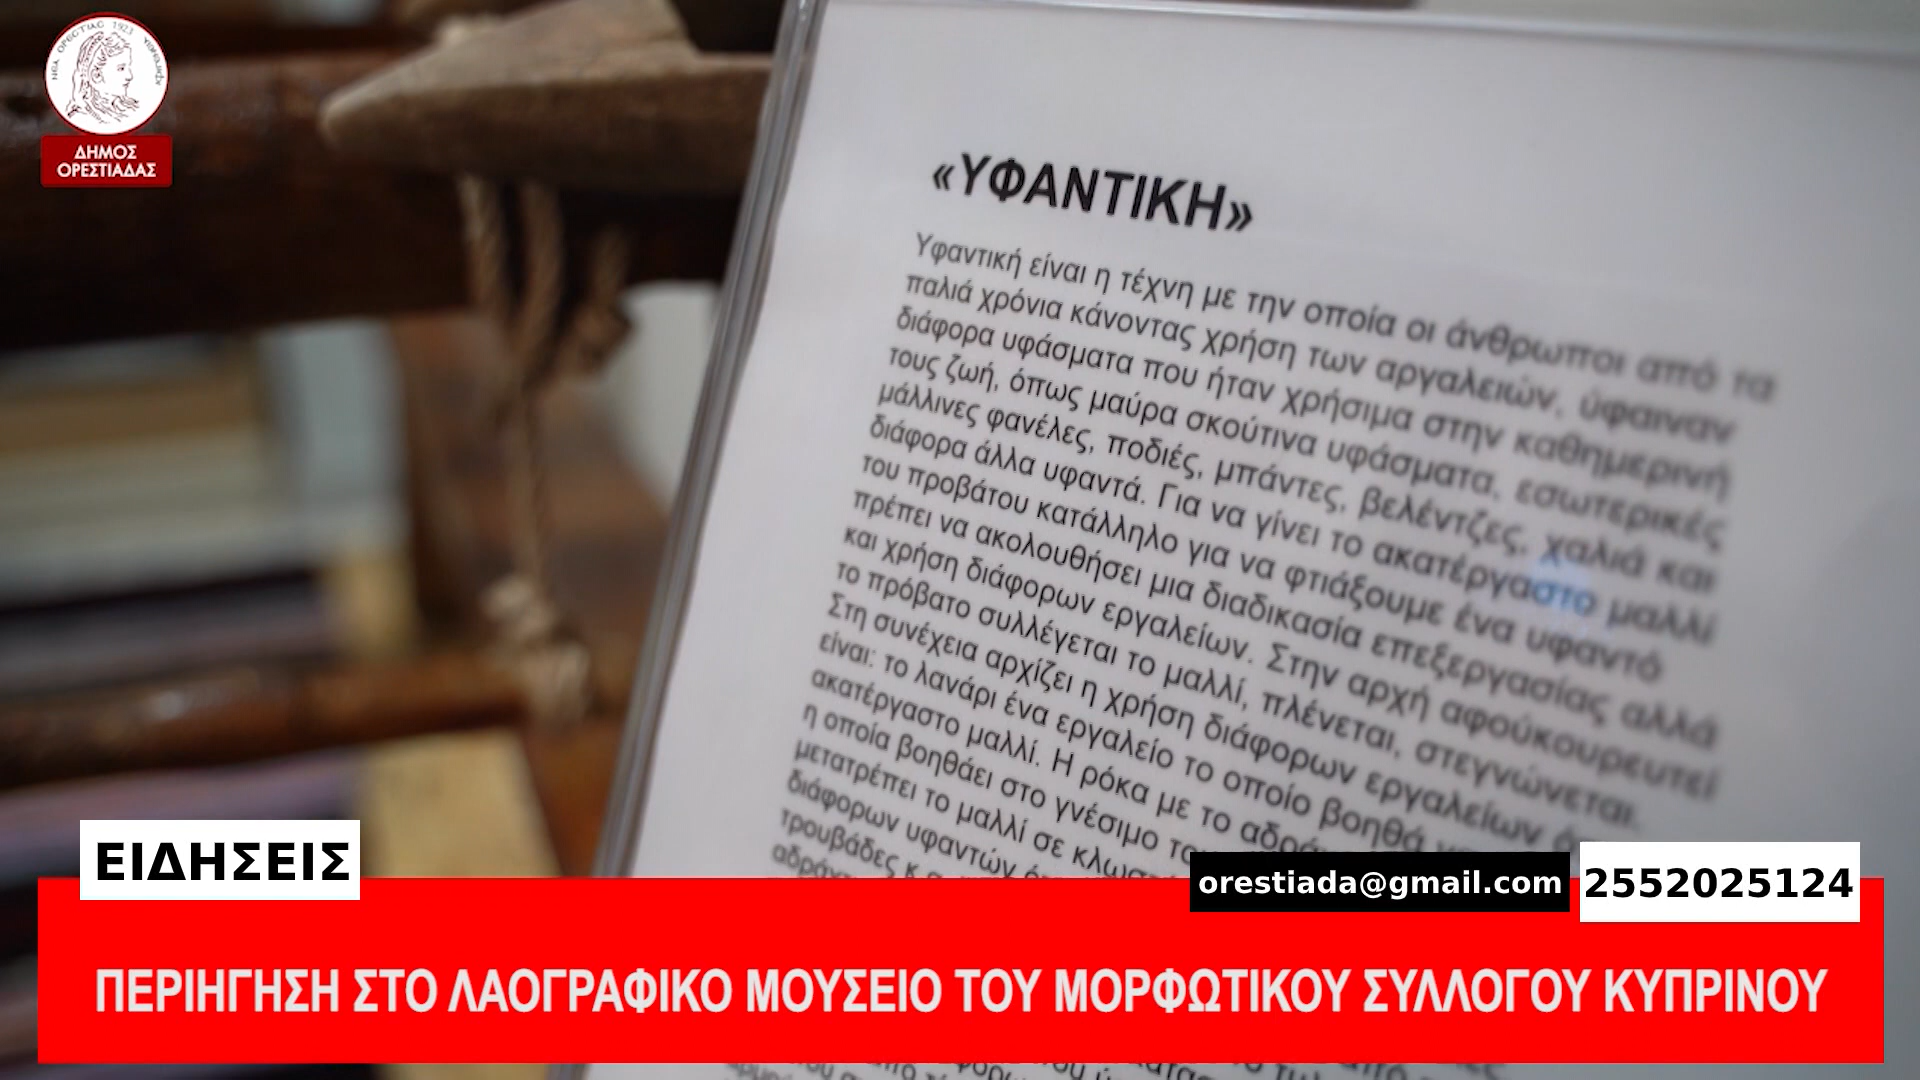 ΝΕΑ ΟΡΕΣΤΙΑΣ 1923
ΔΗΜΟΣ
ΟΡΕΣΤΙΑΔΑΣ
«ΥΦΑΝΤΙΚΗ»
Υφαντική είναι η τέχνη με την οποία οι άνθρωποι από τα
παλιά χρόνια κάνοντας χρήση των αργαλειών, ύφαιναν
διάφορα υφάσματα που ήταν χρήσιμα στην καθημερινή
τους ζωή, όπως μαύρα σκούτινα υφάσματα, εσωτερικές
μάλλινες φανέλες, ποδιές, μπάντες, βελέντζες, χαλιά και
διάφορα άλλα υφαντά. Για να γίνει το ακατέργαστο μαλλί
του προβάτου κατάλληλο για να φτιάξουμε ένα υφαντό
πρέπει να ακολουθήσει μια διαδικασία επεξεργασίας αλλά
και χρήση διάφορων εργαλείων. Στην αρχή αφούκουρευτεί
το πρόβατο συλλέγεται το μαλλί, πλένεται, στεγνώνεται.
Στη συνέχεια αρχίζει η χρήση διάφορων εργαλείων
είναι: το λανάρι ένα εργαλείο το οποίο βοηθά
ακατέργαστο μαλλί. Η ρόκα με το
η οποία βοηθάει στο γνέσιμο
μετατρέπει το μαλλί σε
διάφορων υφαντών
τρουβάδες κ.α.
ΕΙΔΗΣΕΙΣ
orestiada@gmail.com
2552025124
ΠΕΡΙΗΓΗΣΗ ΣΤΟ ΛΑΟΓΡΑΦΙΚΟ ΜΟΥΣΕΙΟ ΤΟΥ ΜΟΡΦΩΤΙΚΟΥ ΣΥΛΛΟΓΟΥ ΚΥΠΡΙΝΟΥ